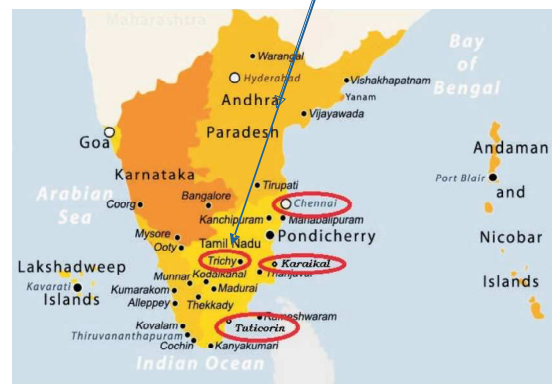 Maharashtra
Bay
of
Bengal
Warangal
Hyderabad
Vishakhapatnam
Yanam
Andhra
Vijayawada
Goa
Paradesh
Andaman
Karnataka
Port Blair
Tirupati
and
Arabian
Sea
Bangalore
Coorg
Chennai
Kanchipuram
Mahabalipuram
Mysore
Pondicherry
Nicobar
Ooty
Tamil Nadu
Trichy
Karaikal
Lakshadweep
Munnar
Kodaikanal
Thanjavur
Islands
Kavarati
Islands
Kumarakom
Madurai
Alleppey
Thekkady
Rameshwaram
Kovalam
Tuticorin
Thiruvananthapuram
Cochin
Kanyakumari
Indian Ocean